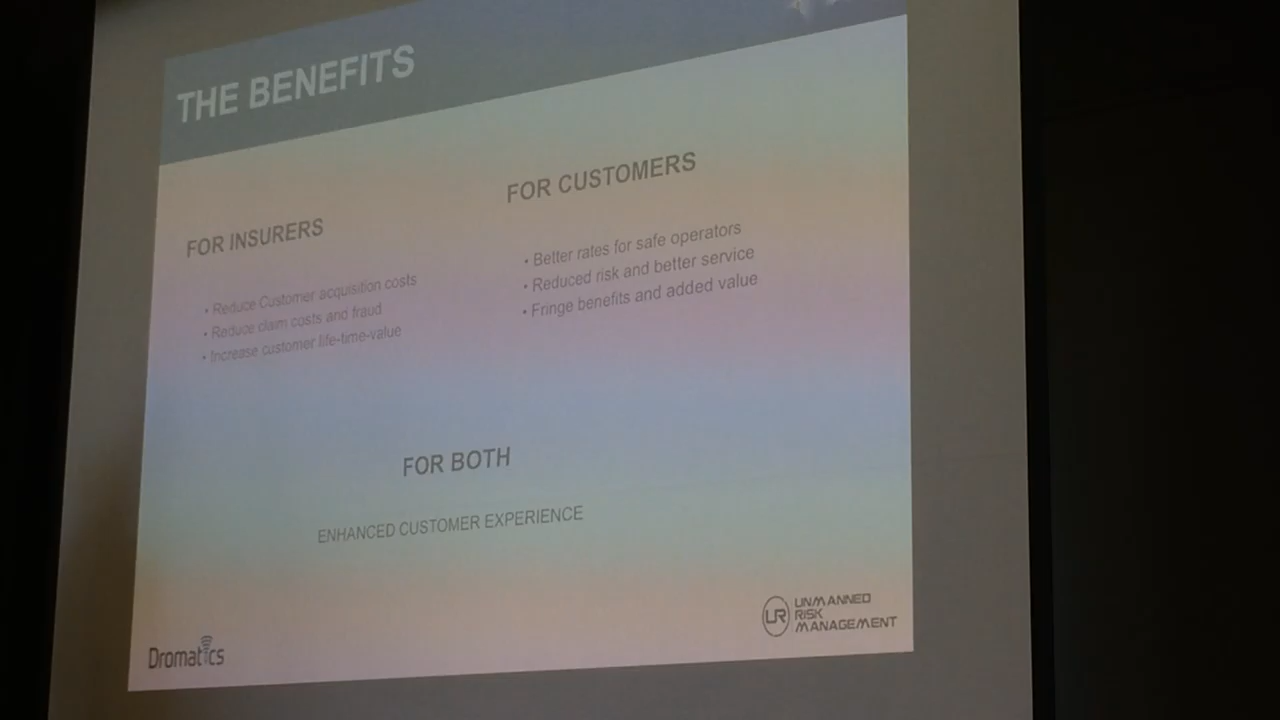 THE BENEFITS
FOR INSURERS
• Reduce Customer acquisition costs
• Reduce claim costs and fraud
• Increase customer life-time-value
FOR CUSTOMERS
• Better rates for safe operators
• Reduced risk and better service
• Fringe benefits and added value
FOR BOTH
ENHANCED CUSTOMER EXPERIENCE
Dromatics
UR
UNMANNED
RISK
MANAGEMENT